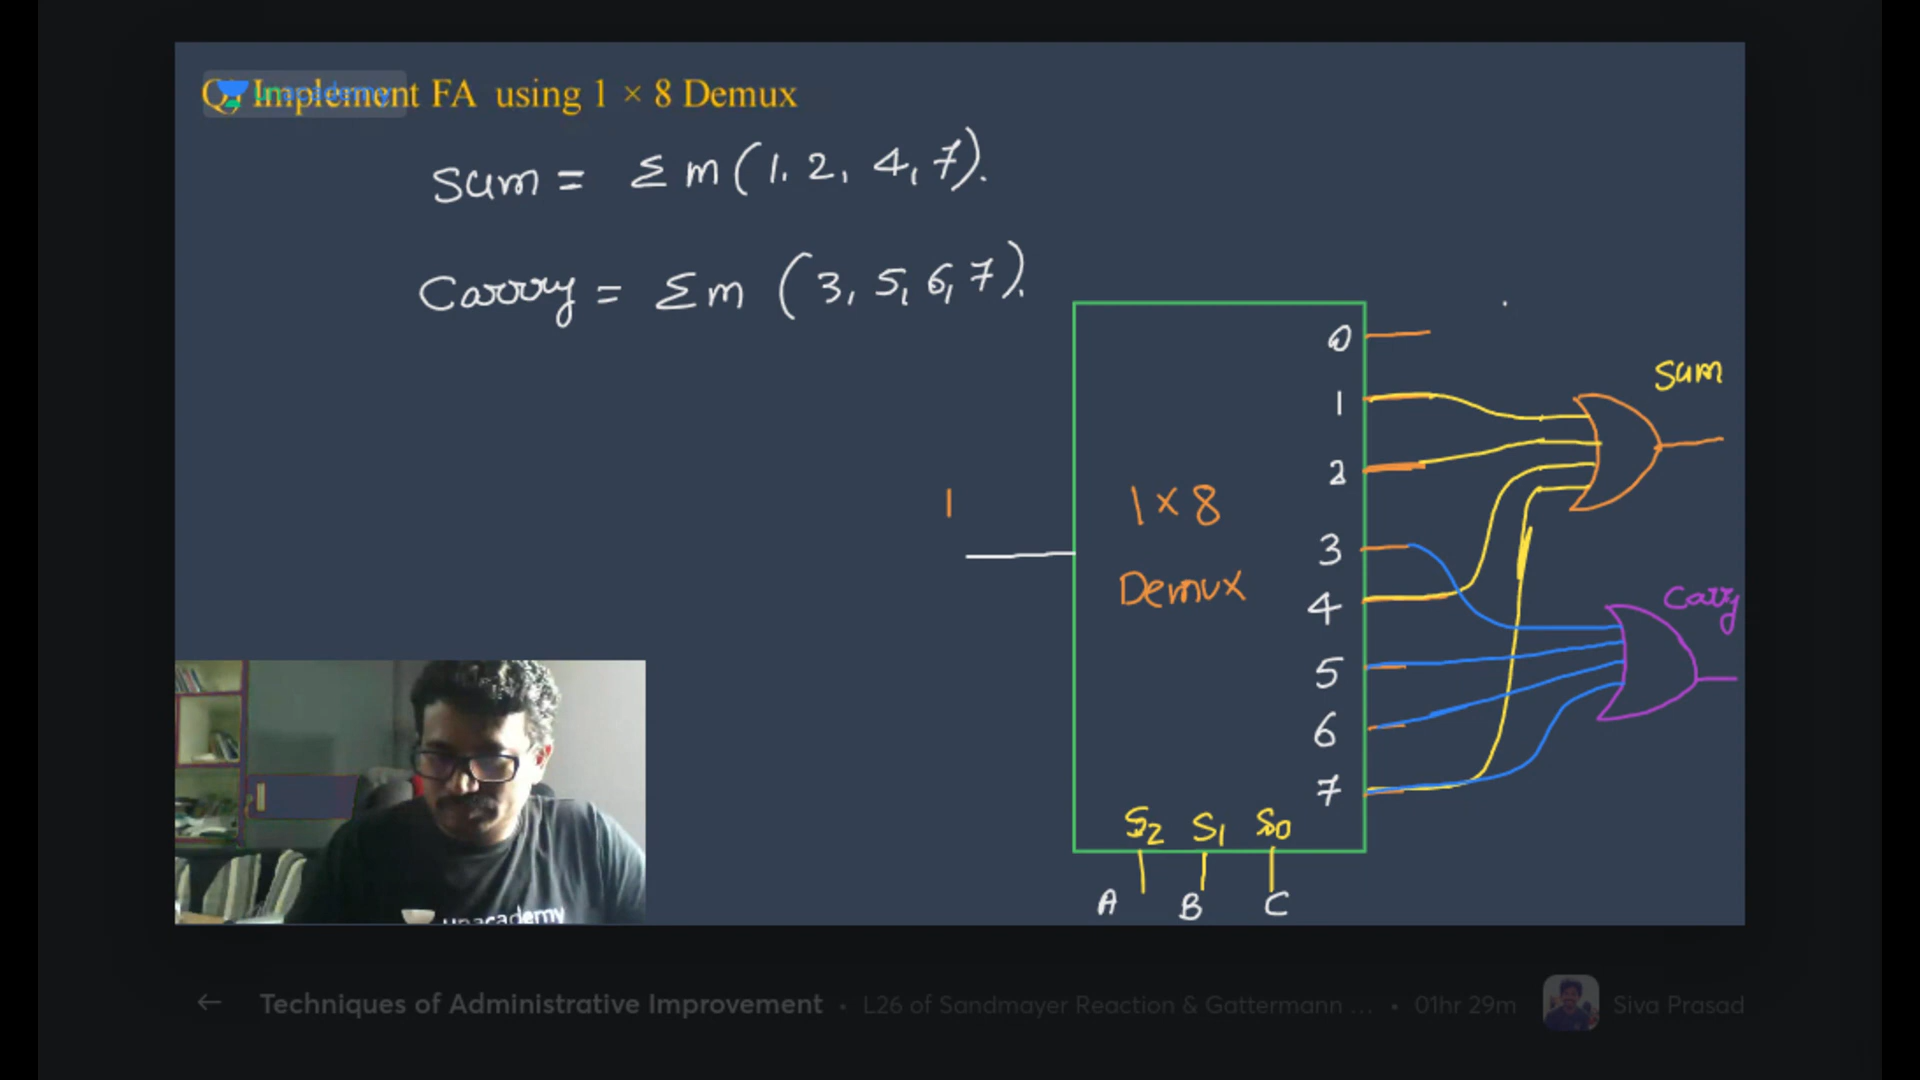 Q) Implement FA using 1 × 8 Demux
unacademy
Sum = Σ m (1, 2, 4, 7).
Carry = Σm (3, 5, 6, 7).
0
1
2
3
4
5
6
7
1
1 × 8
Demux
S2 S1 S0
A B C
Sum
Carry
unacademy
Techniques of Administrative Improvement • L26 of Sandmayer Reaction & Gattermann ... • 01hr 29m Siva Prasad